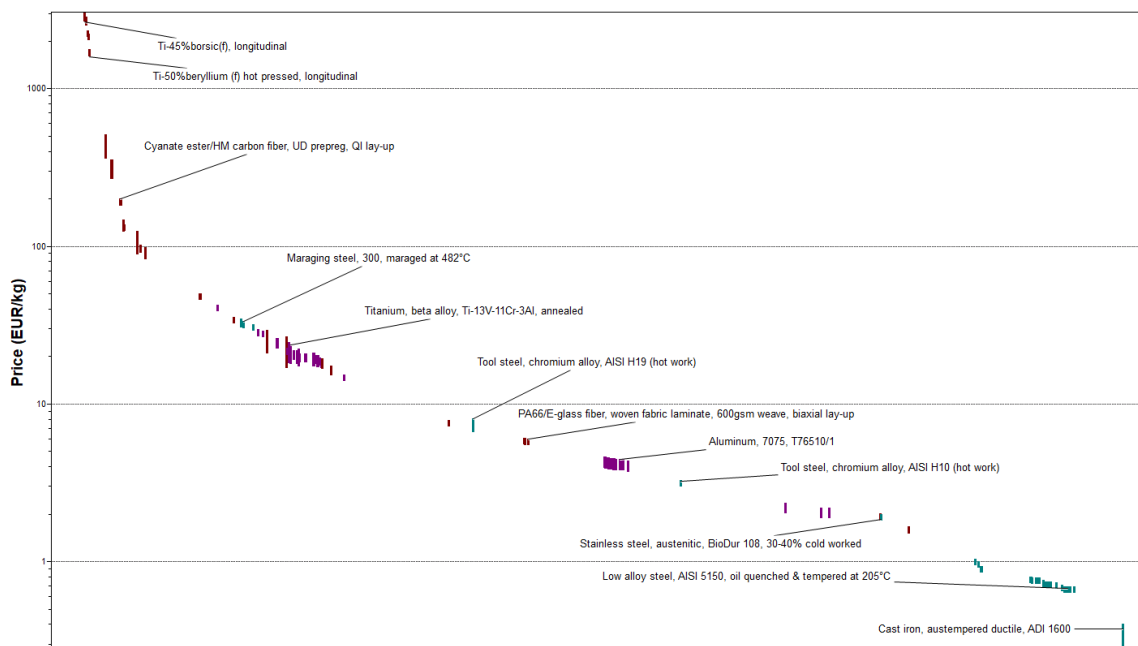 Ti-45%borsic(f), longitudinal
Ti-50%beryllium (f) hot pressed, longitudinal
1000
Cyanate ester/HM carbon fiber, UD prepreg, QI lay-up
100
Maraging steel, 300, maraged at 482°C
Titanium, beta alloy, Ti-13V-11Cr-3Al, annealed
Price (EUR/kg)
Tool steel, chromium alloy, AISI H19 (hot work)
10
PA66/E-glass fiber, woven fabric laminate, 600gsm weave, biaxial lay-up
Aluminum, 7075, T76510/1
Tool steel, chromium alloy, AISI H10 (hot work)
Stainless steel, austenitic, BioDur 108, 30-40% cold worked
1
Low alloy steel, AISI 5150, oil quenched & tempered at 205°C
Cast iron, austempered ductile, ADI 1600